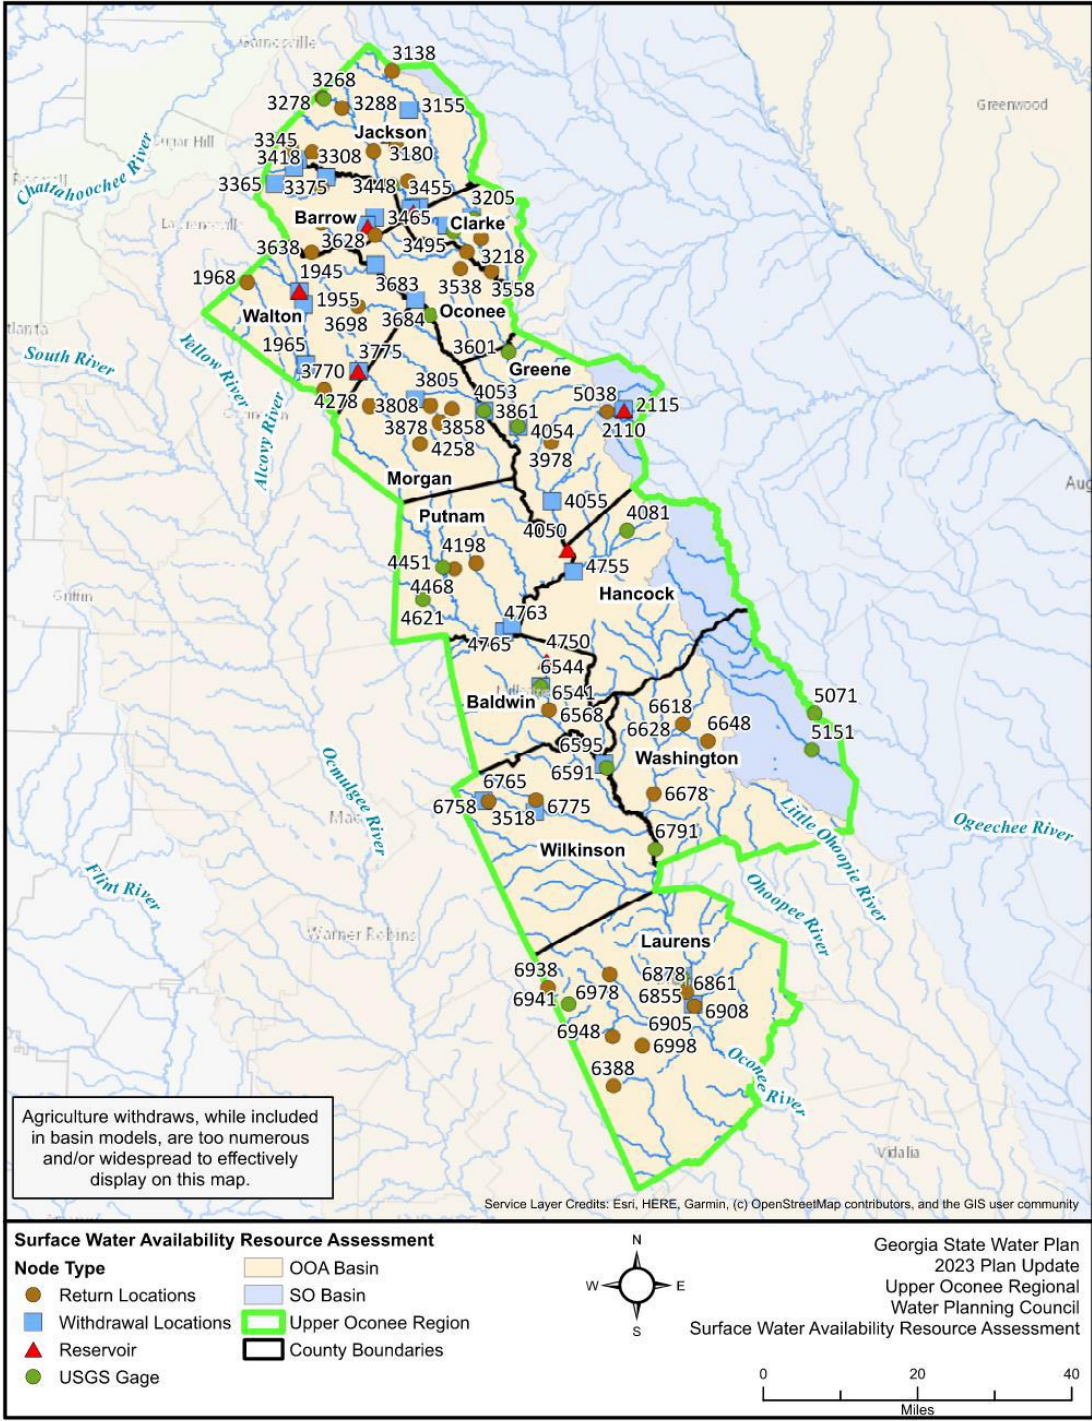 Gainesville
3138
3268
3278
3288
3155
Greenwood
Jackson
Sugar Hill
3345
3418
3308
3180
Chattahoochee River
3365
3375
3448
3455
3205
Barrow
3465
Clarke
Lawrenceville
3638
3628
3495
3218
1968
1945
3683
3538
3558
1955
3684
Oconee
Walton
3698
South River
Yellow River
1965
3775
3601
Greene
3770
3805
4053
5038
2115
4278
3808
3861
2110
Alcovy River
3878
3858
4054
4258
3978
Morgan
4055
Putnam
4081
4050
4451
4198
4755
4468
Hancock
Griffin
4621
4763
4765
4750
6544
Baldwin
6541
5071
6568
6618
6628
6648
5151
6595
Washington
6591
Ocmulgee River
6765
6758
6775
6678
3518
Little Ohoopie River
Ogeechee River
6791
Wilkinson
Flint River
Ohoopee River
Warner Robins
Laurens
6938
6878
6861
6941
6978
6855
6908
6948
6905
6998
6388
Oconee River
Vidalia
Agriculture withdraws, while included
in basin models, are too numerous
and/or widespread to effectively
display on this map.
Service Layer Credits: Esri, HERE, Garmin, (c) OpenStreetMap contributors, and the GIS user community
Surface Water Availability Resource Assessment
Node Type
Return Locations
Withdrawal Locations
Reservoir
USGS Gage
OOA Basin
SO Basin
Upper Oconee Region
County Boundaries
N
W
E
S
Georgia State Water Plan
2023 Plan Update
Upper Oconee Regional
Water Planning Council
Surface Water Availability Resource Assessment
0
20
40
Miles